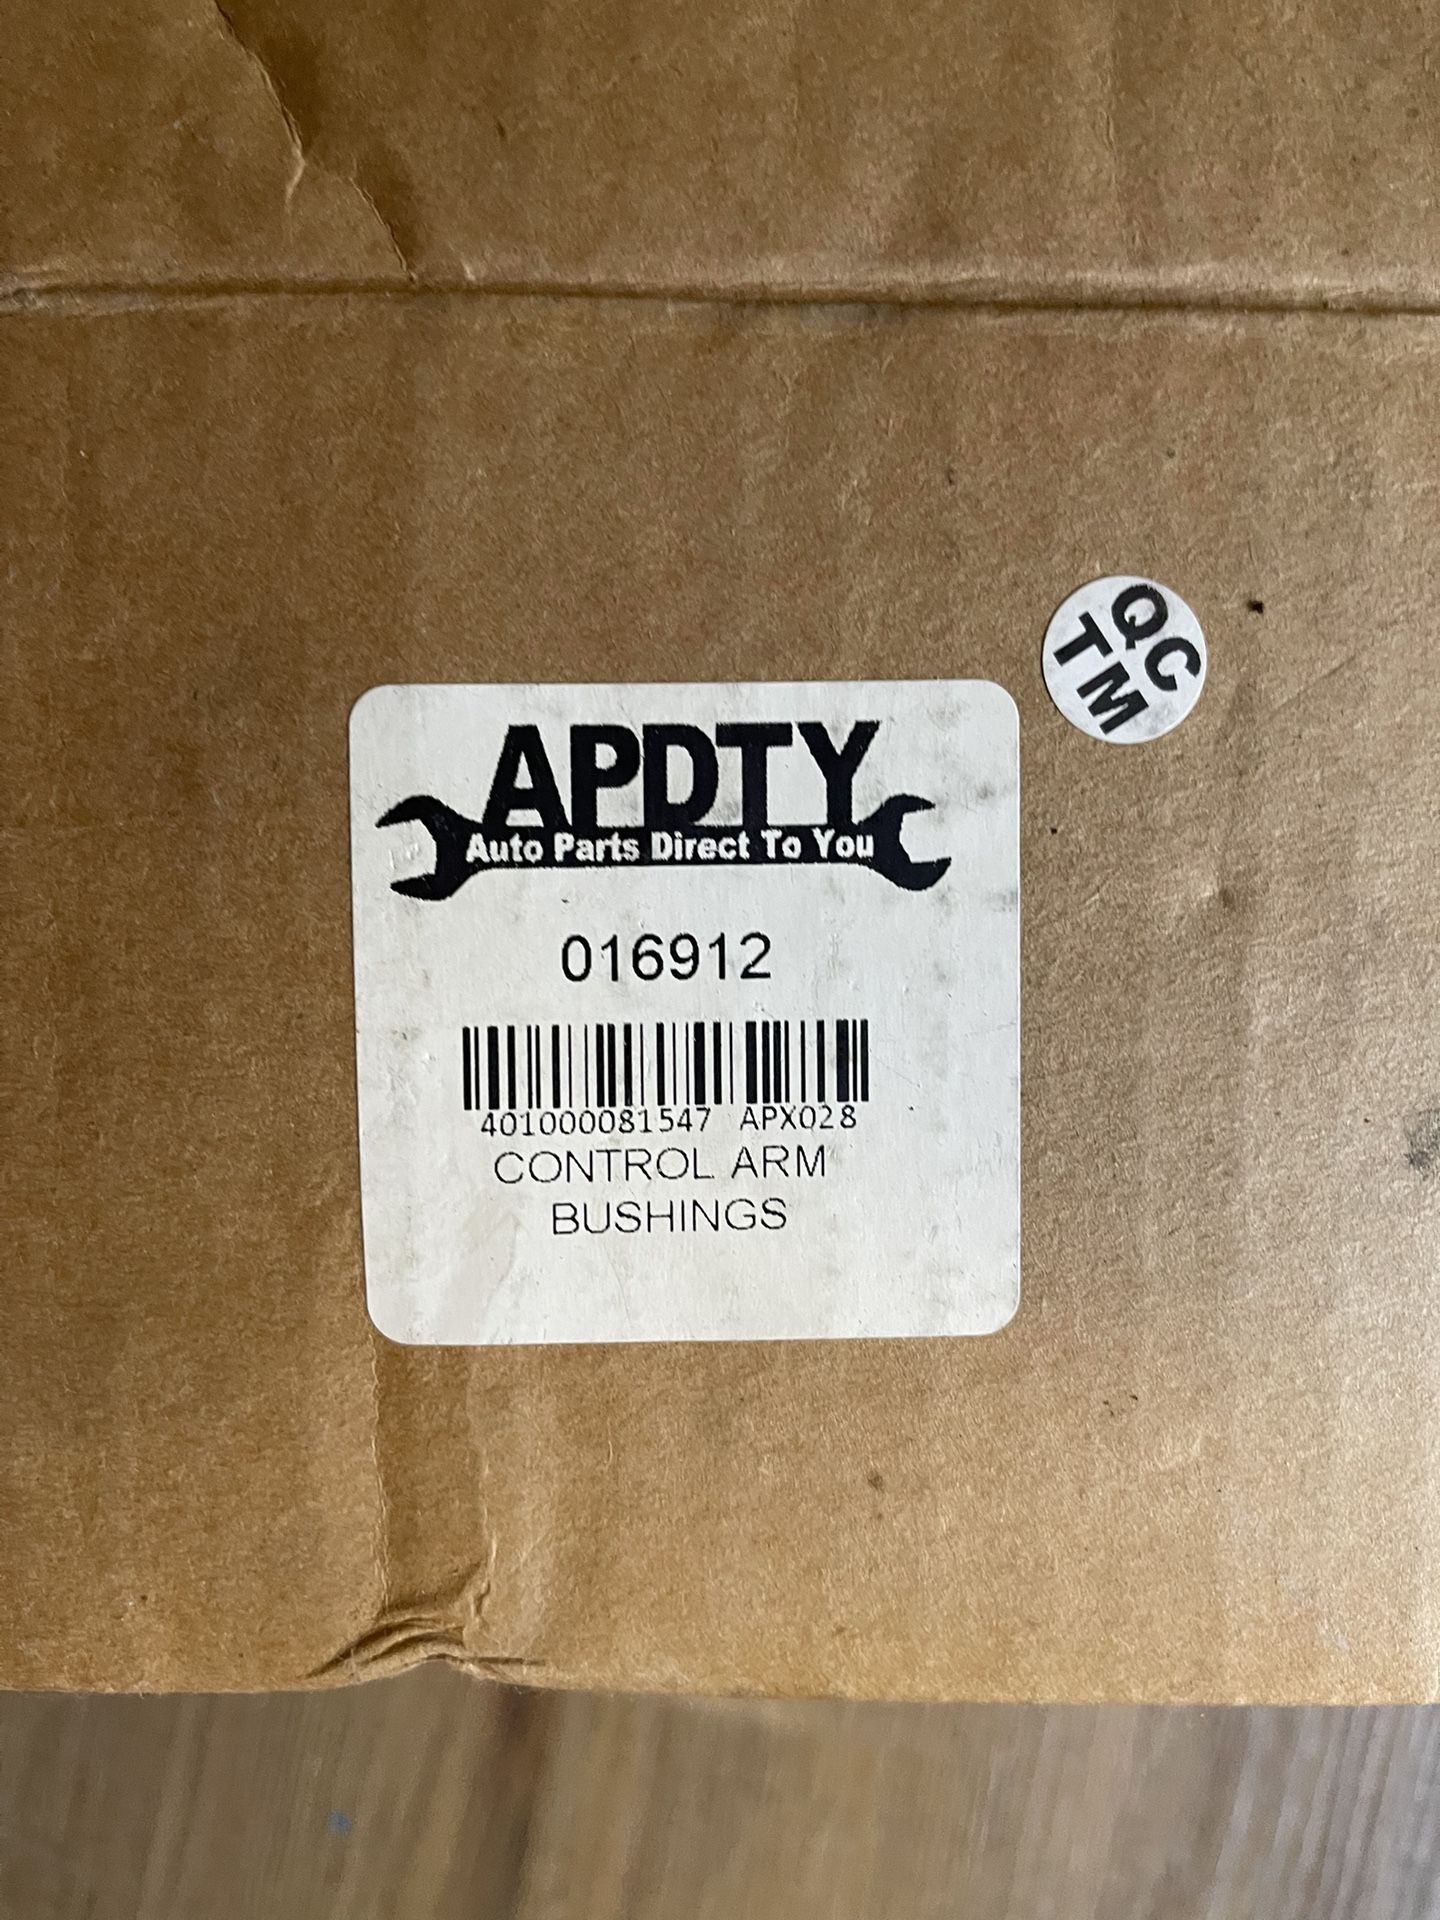 QC
TM
APDTY
Auto Parts Direct To You
016912
401000081547 APX028
CONTROL ARM
BUSHINGS